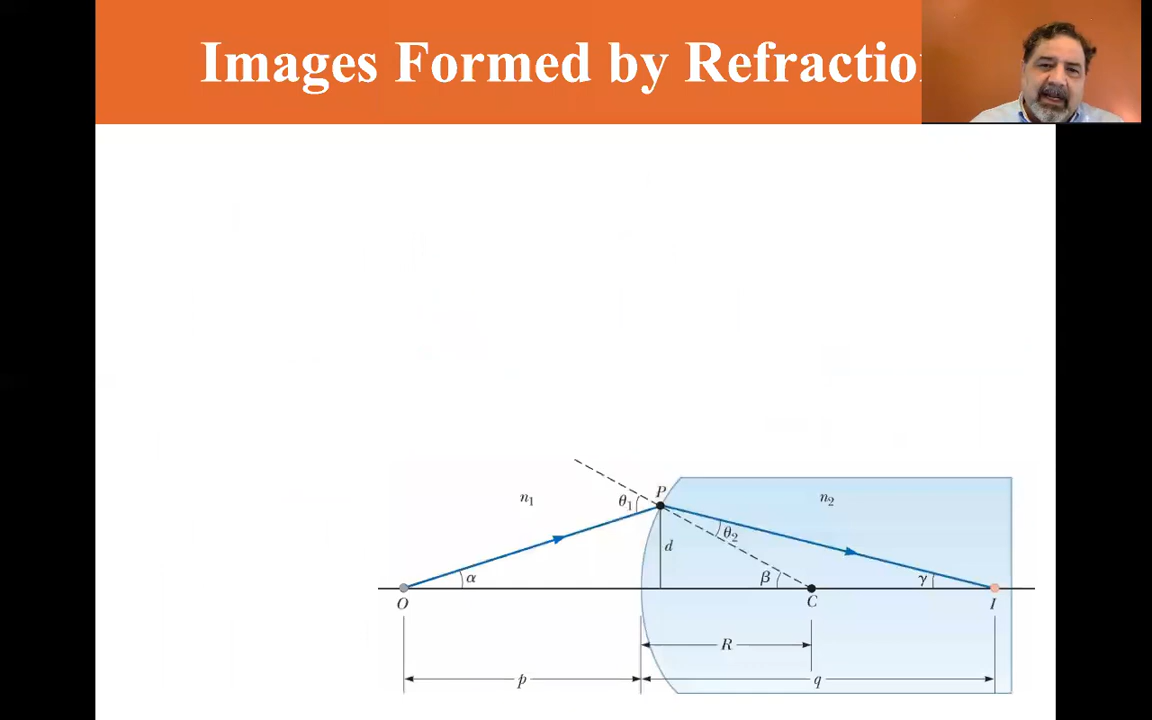 Images Formed by Refractio
P
n1
θ1
n2
θ2
d
α
β
γ
O
C
I
R
p
q